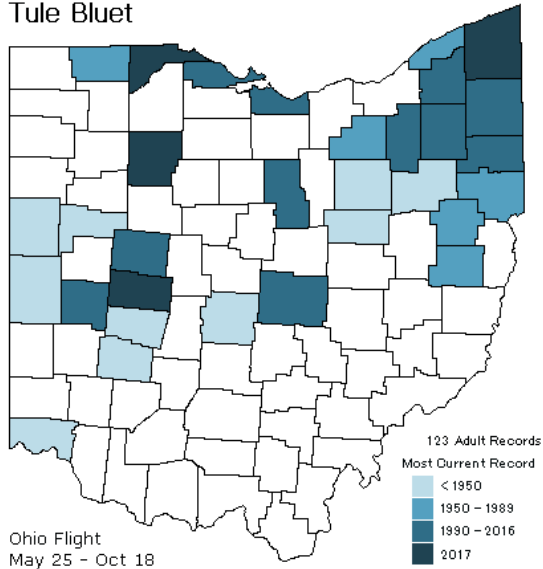 Tule Bluet
123 Adult Records
Most Current Record
< 1950
1950 - 1989
1990 - 2016
2017
Ohio Flight
May 25 - Oct 18